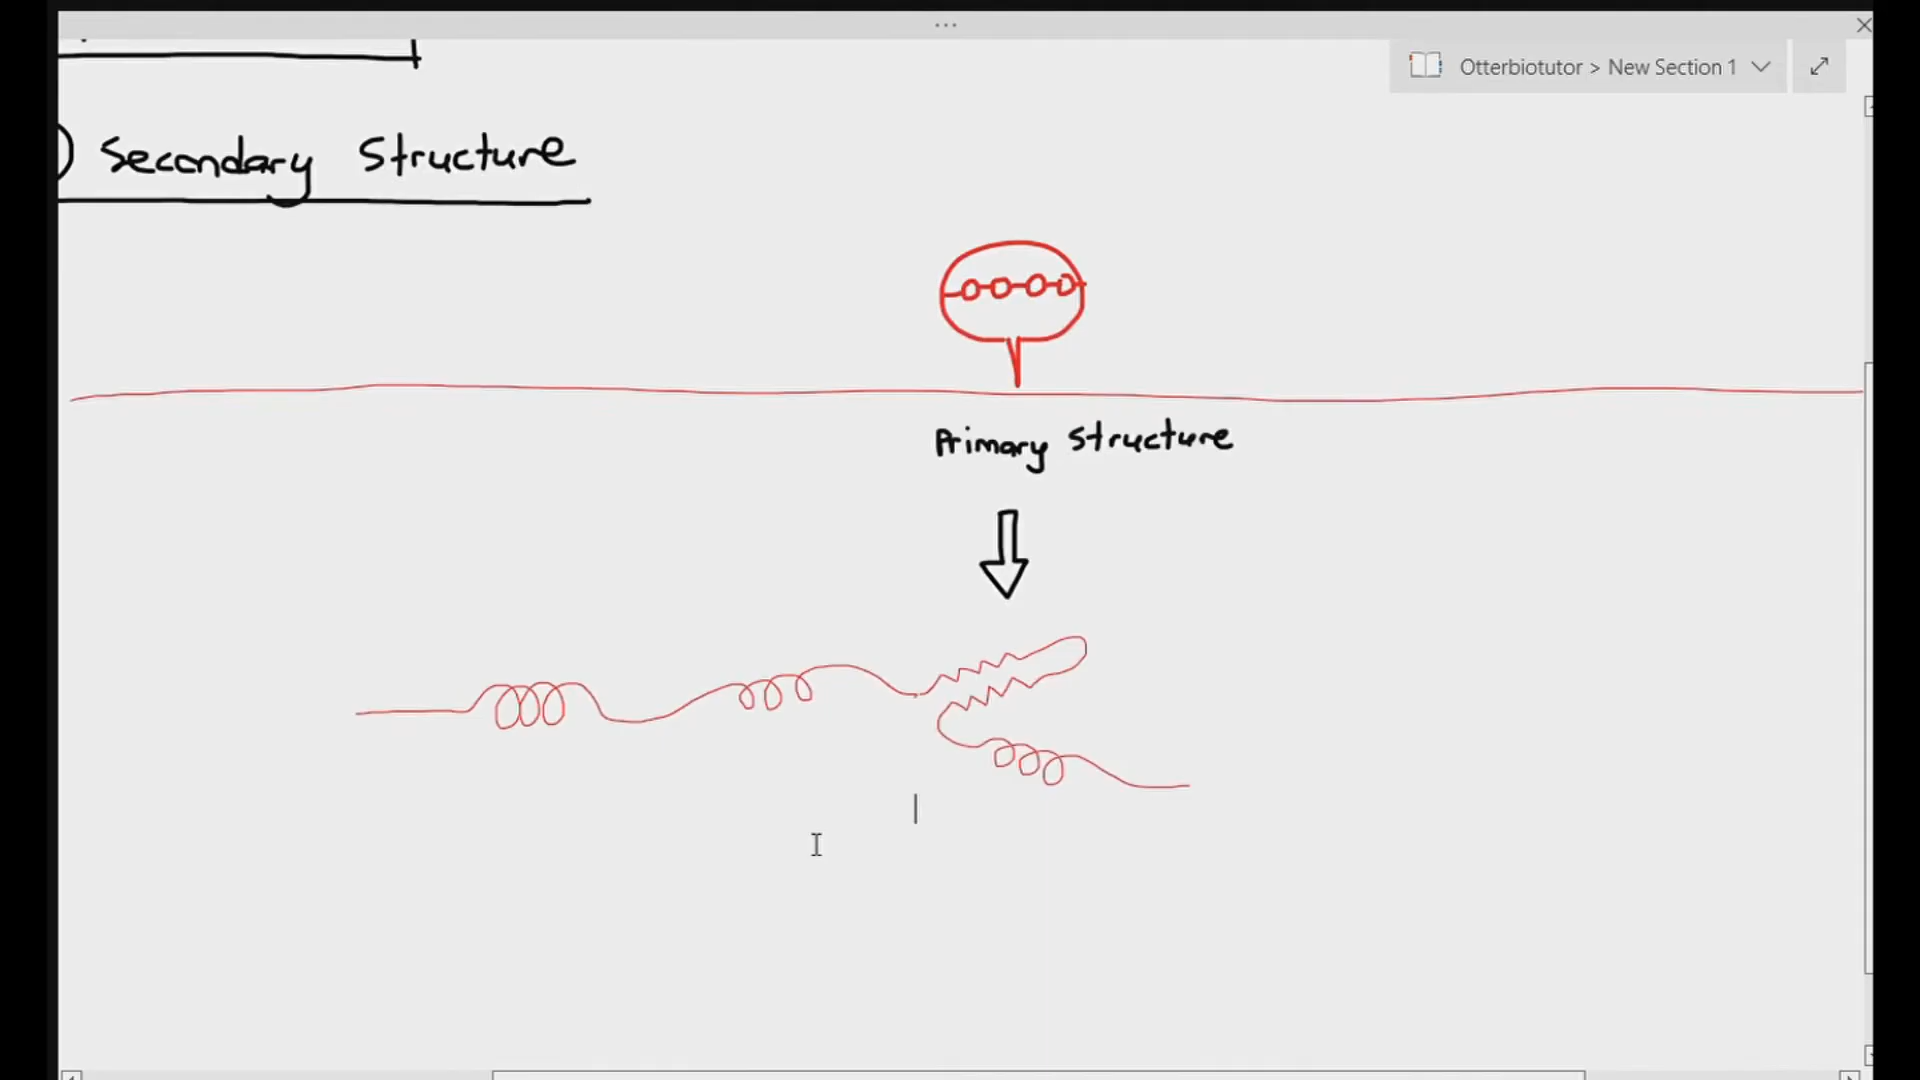 Otterbiotutor > New Section 1
) Secondary Structure
Primary Structure